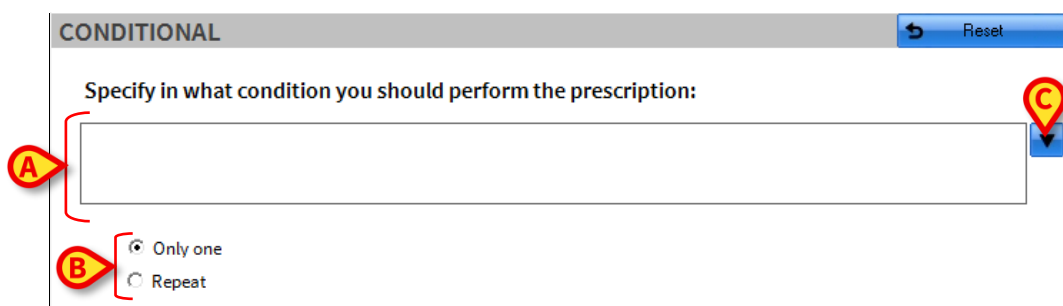 CONDITIONAL Reset
Specify in what condition you should perform the prescription:
C
A
B
Only one
Repeat